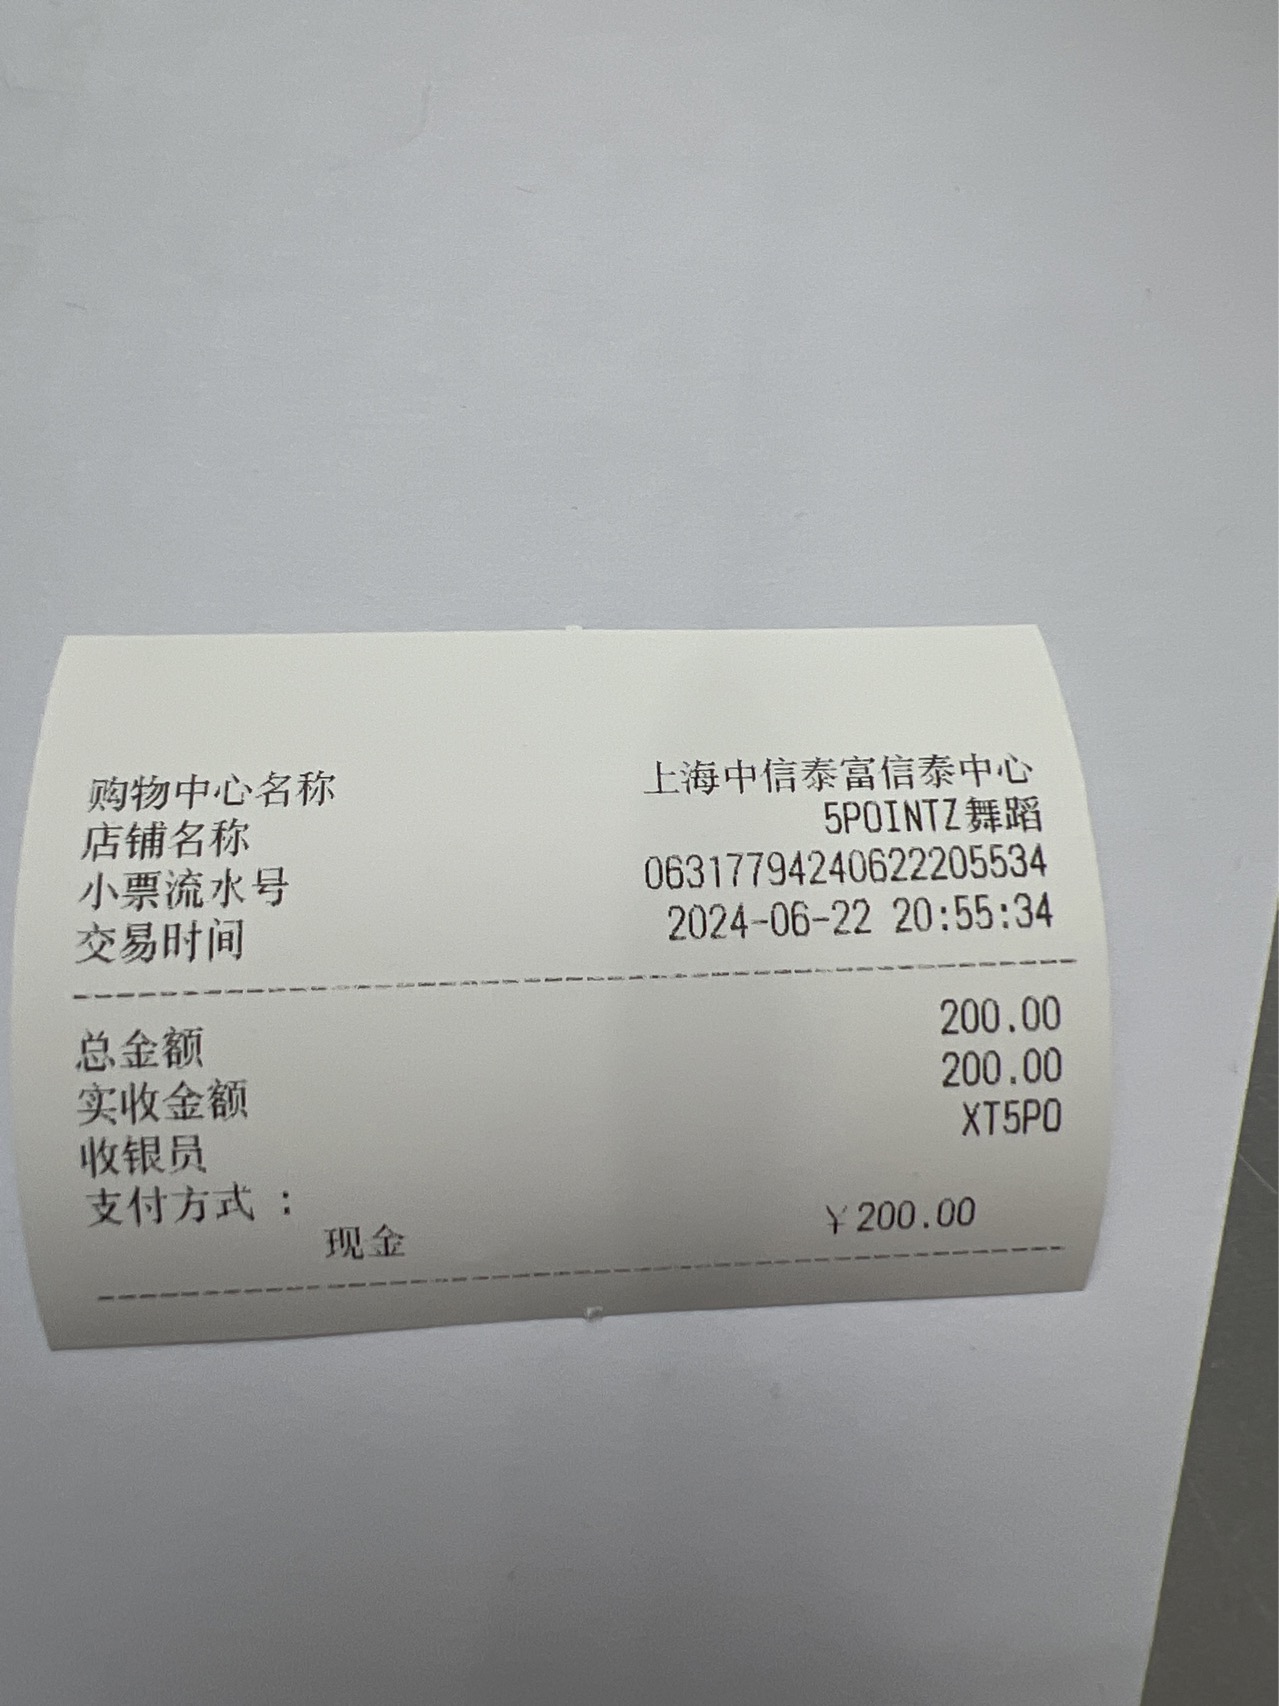 购物中心名称 上海中信泰富信泰中心
店铺名称 5POINTZ舞蹈
小票流水号 06317794240622205534
交易时间 2024-06-22 20:55:34
总金额 200.00
实收金额 200.00
收银员 XT5PO
支付方式 :
现金 ¥200.00